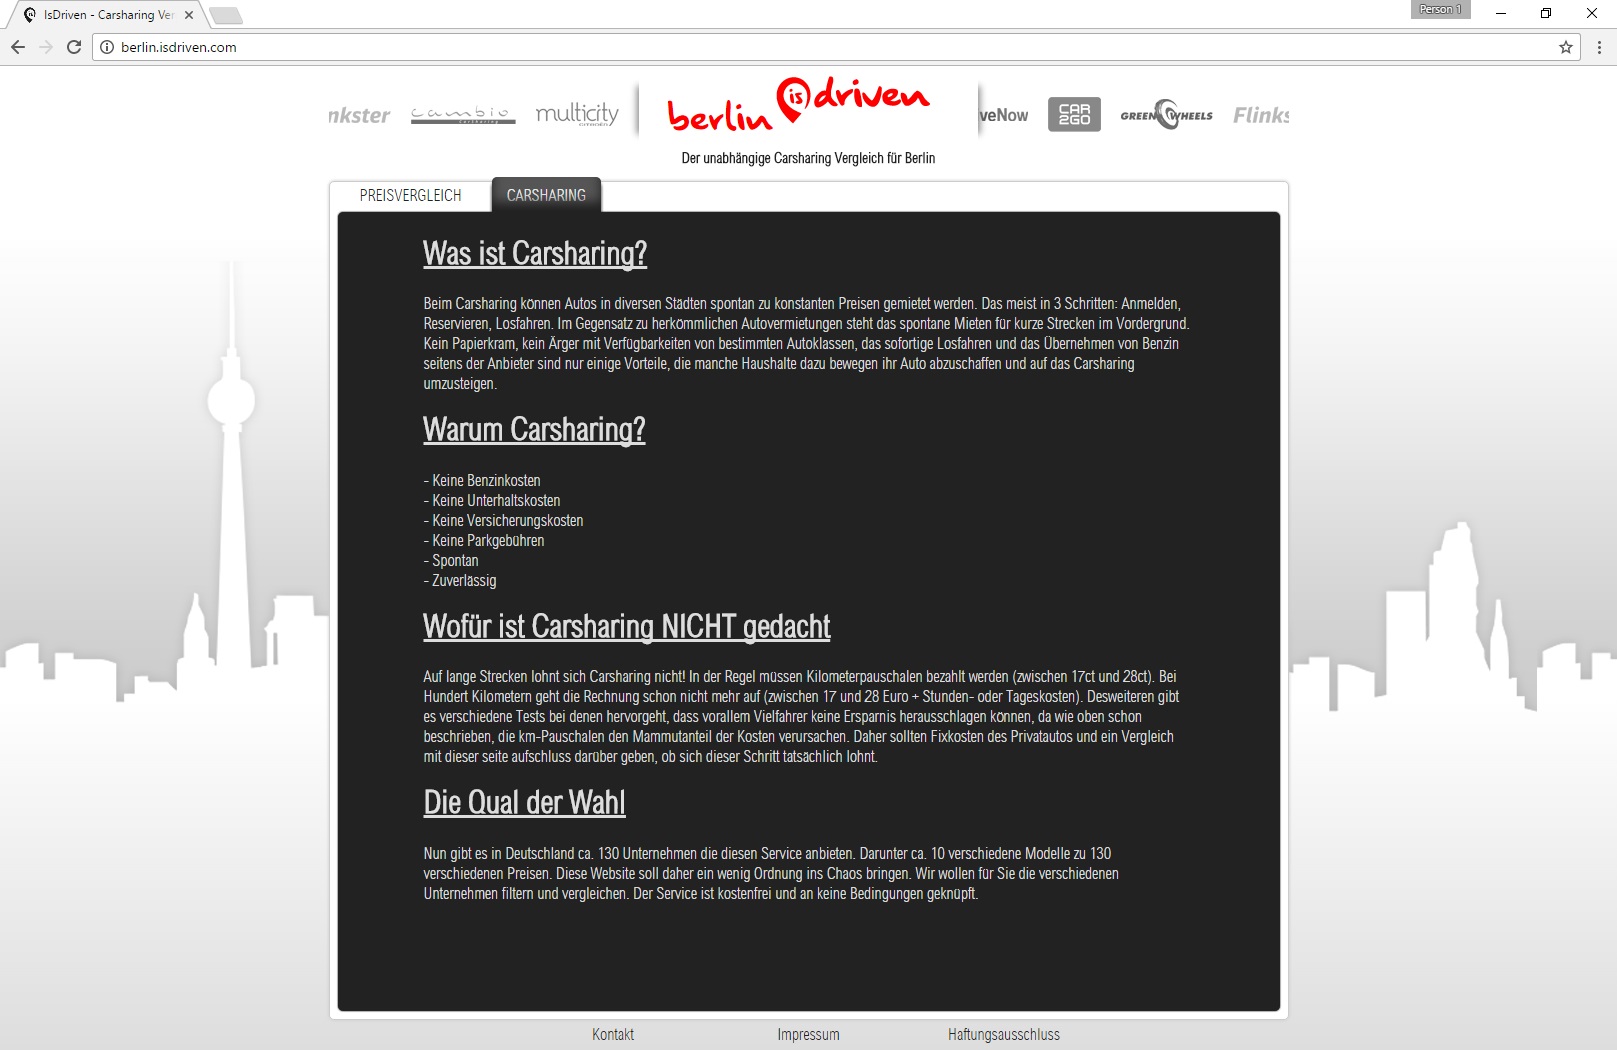 IsDriven - Carsharing Ver
Person 1
berlin.isdriven.com
nkster
cambio
carsharing
multicity
berlin is driven
veNow
CAR2GO
GREENWHEELS
Flinks
Der unabhängige Carsharing Vergleich für Berlin
PREISVERGLEICH
CARSHARING
Was ist Carsharing?
Beim Carsharing können Autos in diversen Städten spontan zu konstanten Preisen gemietet werden. Das meist in 3 Schritten: Anmelden,
Reservieren, Losfahren. Im Gegensatz zu herkömmlichen Autovermietungen steht das spontane Mieten für kurze Strecken im Vordergrund.
Kein Papierkram, kein Ärger mit Verfügbarkeiten von bestimmten Autoklassen, das sofortige Losfahren und das Übernehmen von Benzin
seitens der Anbieter sind nur einige Vorteile, die manche Haushalte dazu bewegen ihr Auto abzuschaffen und auf das Carsharing
umzusteigen.
Warum Carsharing?
- Keine Benzinkosten
- Keine Unterhaltskosten
- Keine Versicherungskosten
- Keine Parkgebühren
- Spontan
- Zuverlässig
Wofür ist Carsharing NICHT gedacht
Auf lange Strecken lohnt sich Carsharing nicht! In der Regel müssen Kilometerpauschalen bezahlt werden (zwischen 17ct und 28ct). Bei
Hundert Kilometern geht die Rechnung schon nicht mehr auf (zwischen 17 und 28 Euro + Stunden- oder Tageskosten). Desweiteren gibt
es verschiedene Tests bei denen hervorgeht, dass vorallem Vielfahrer keine Ersparnis herausschlagen können, da wie oben schon
beschrieben, die km-Pauschalen den Mammutanteil der Kosten verursachen. Daher sollten Fixkosten des Privatautos und ein Vergleich
mit dieser seite aufschluss darüber geben, ob sich dieser Schritt tatsächlich lohnt.
Die Qual der Wahl
Nun gibt es in Deutschland ca. 130 Unternehmen die diesen Service anbieten. Darunter ca. 10 verschiedene Modelle zu 130
verschiedenen Preisen. Diese Website soll daher ein wenig Ordnung ins Chaos bringen. Wir wollen für Sie die verschiedenen
Unternehmen filtern und vergleichen. Der Service ist kostenfrei und an keine Bedingungen geknüpft.
Kontakt
Impressum
Haftungsausschluss